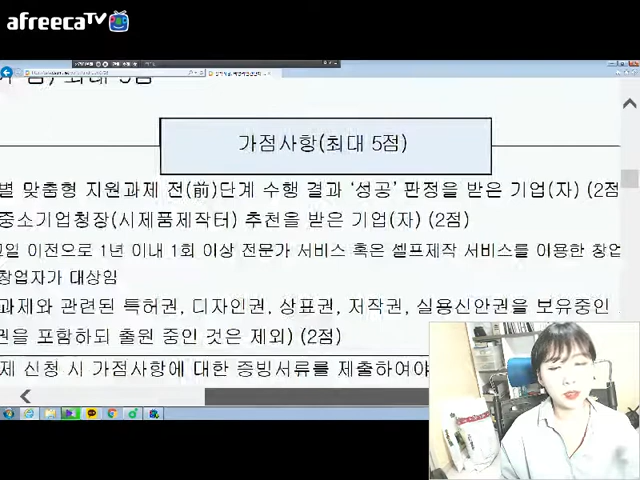 afreecaTV
가점사항(최대 5점)
별 맞춤형 지원과제 전(前)단계 수행 결과 '성공' 판정을 받은 기업(자) (2점
중소기업청장(시제품제작터) 추천을 받은 기업(자) (2점)
이전으로 1년 이내 1회 이상 전문가 서비스 혹은 셀프제작 서비스를 이용한 창업
창업자가 대상임
과제와 관련된 특허권, 디자인권, 상표권, 저작권, 실용신안권을 보유중인
권을 포함하되 출원 중인 것은 제외) (2점)
제 신청 시 가점사항에 대한 증빙서류를 제출하여야